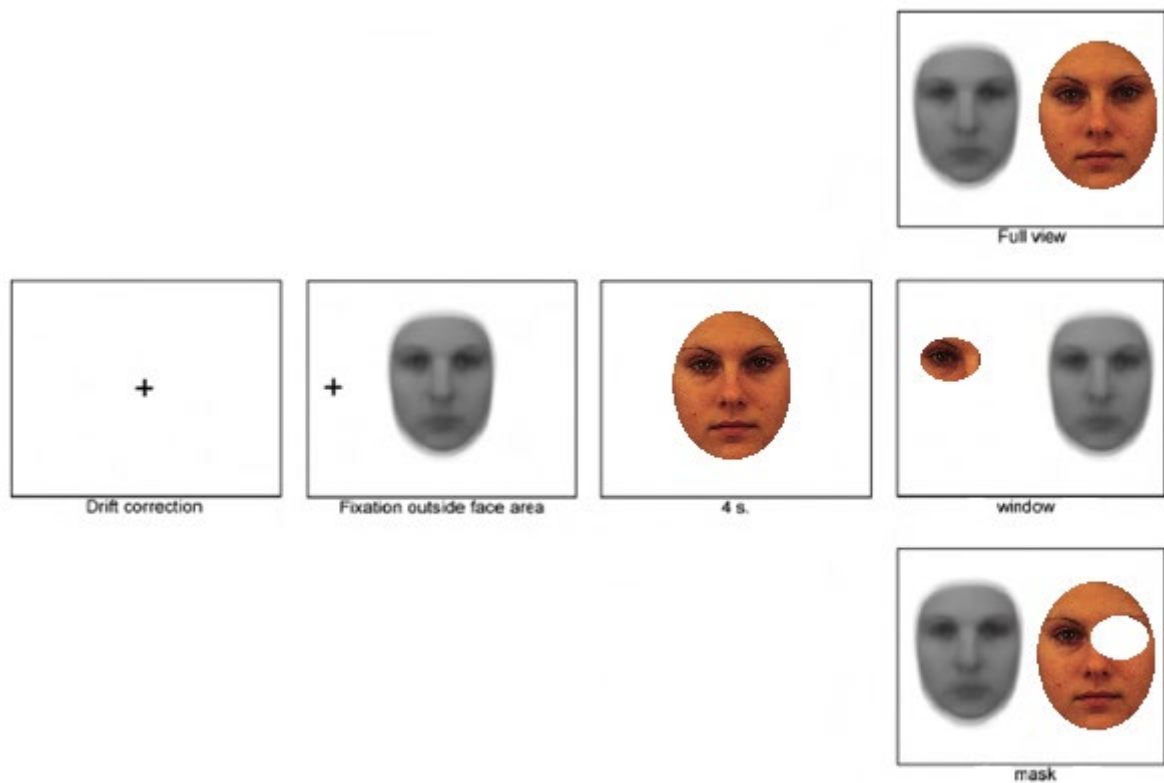 Full view
Drift correction
Fixation outside face area
4 s.
window
mask